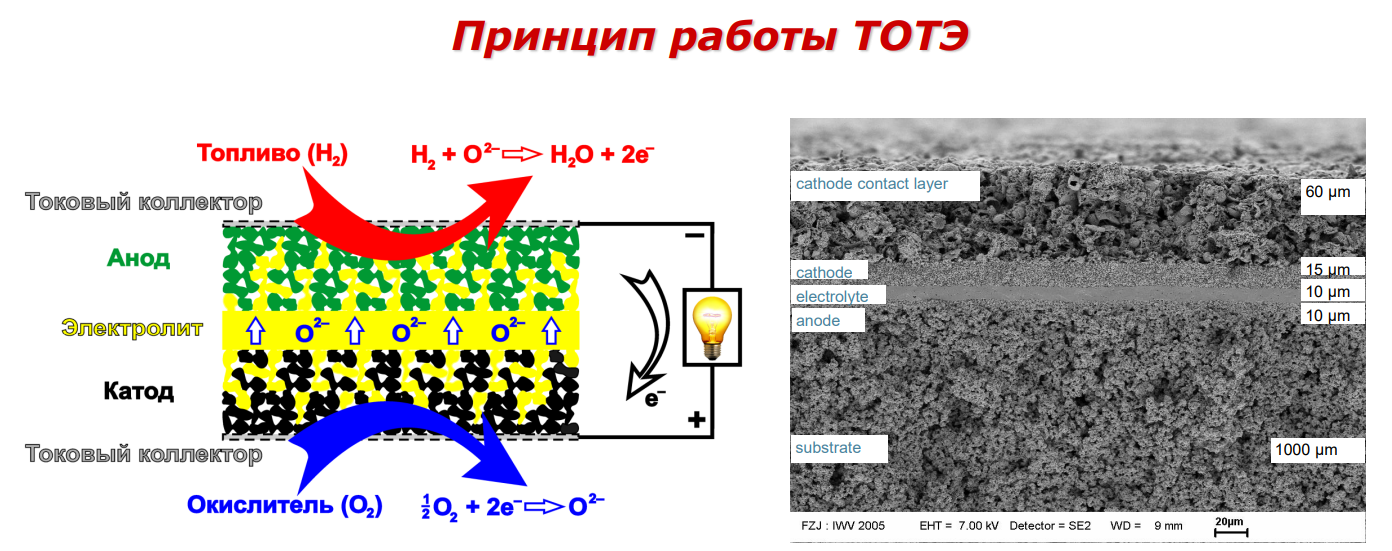 Принцип работы ТОТЭ
Топливо (H₂)
H₂ + O²⁻ ⇨ H₂O + 2e⁻
Токовый коллектор
Анод
Электролит
O²⁻ O²⁻ O²⁻
Катод
Токовый коллектор
Окислитель (O₂)
½O₂ + 2e⁻ ⇨ O²⁻
−
e⁻
+
cathode contact layer
60 µm
cathode
15 µm
electrolyte
10 µm
anode
10 µm
substrate
1000 µm
FZJ : IWV 2005 EHT = 7.00 kV Detector = SE2 WD = 9 mm 20µm